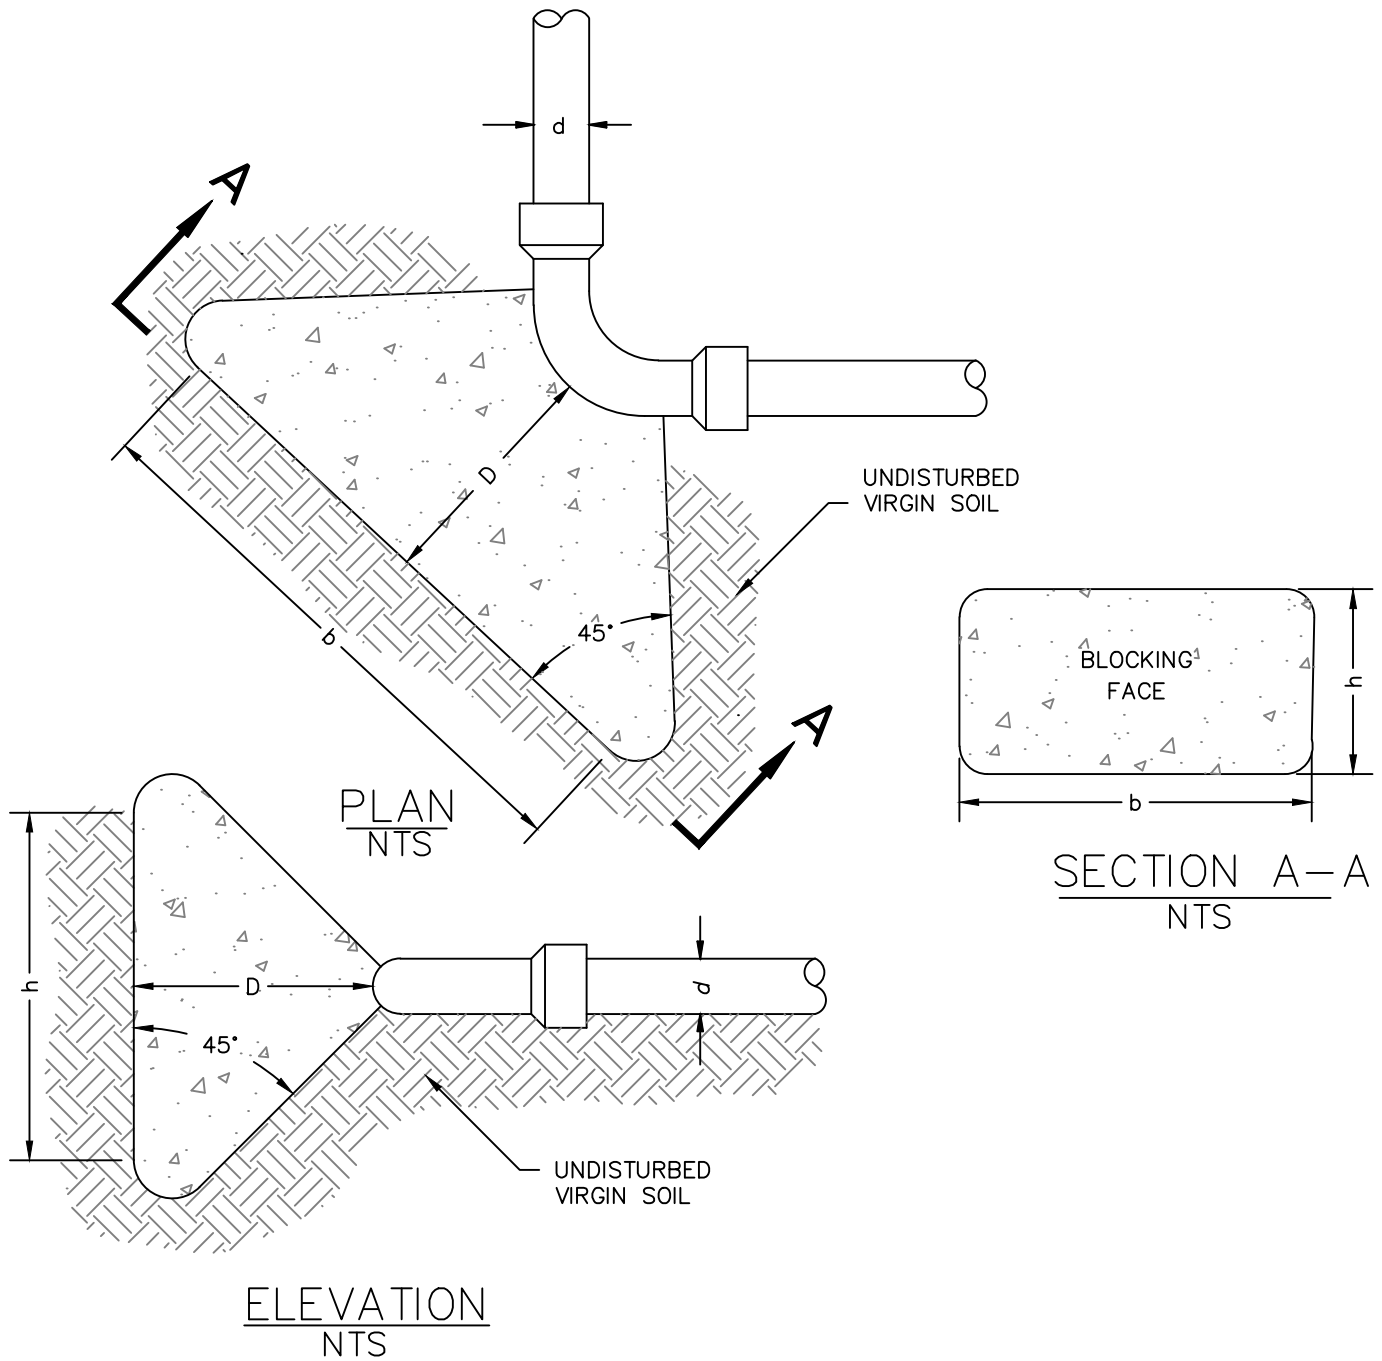 d
A
D
UNDISTURBED
VIRGIN SOIL
45°
b
A
PLAN
NTS
BLOCKING
FACE
h
b
SECTION A-A
NTS
h
D
d
45°
UNDISTURBED
VIRGIN SOIL
ELEVATION
NTS